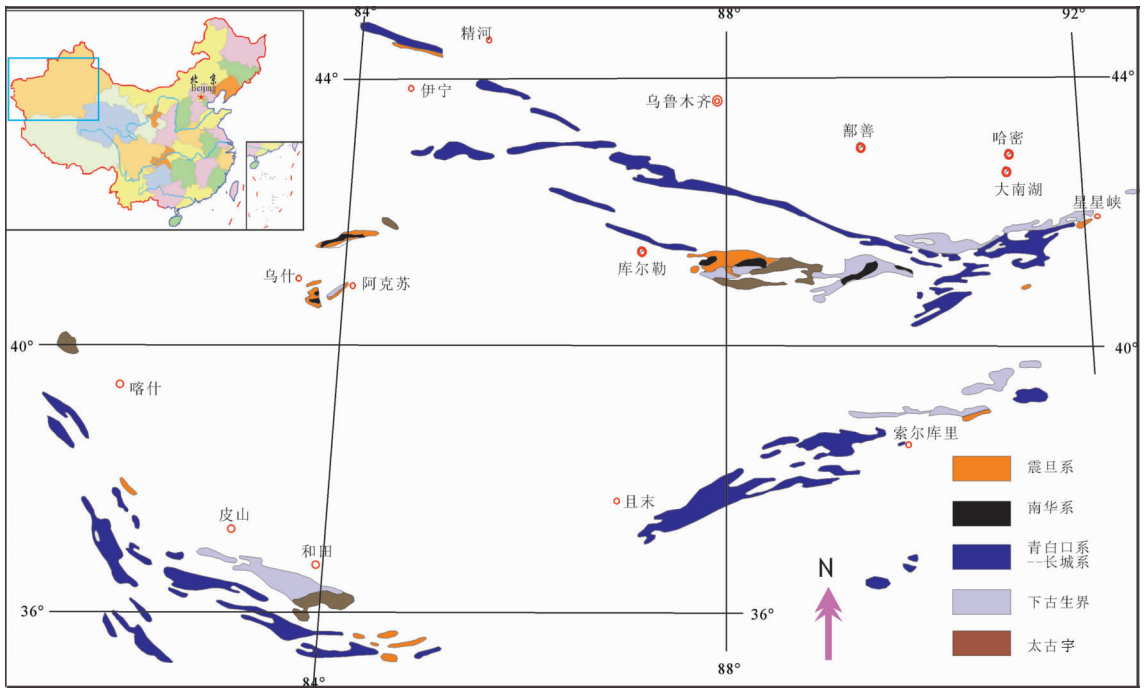 84°
88°
92°
北 京
Beijing
精河
44°
44°
伊宁
乌鲁木齐
鄯善
哈密
大南湖
星星峡
库尔勒
乌什
阿克苏
40°
40°
喀什
索尔库里
震旦系
且末
南华系
皮山
青白口系
--长城系
和田
N
下古生界
36°
36°
太古宇
84°
88°